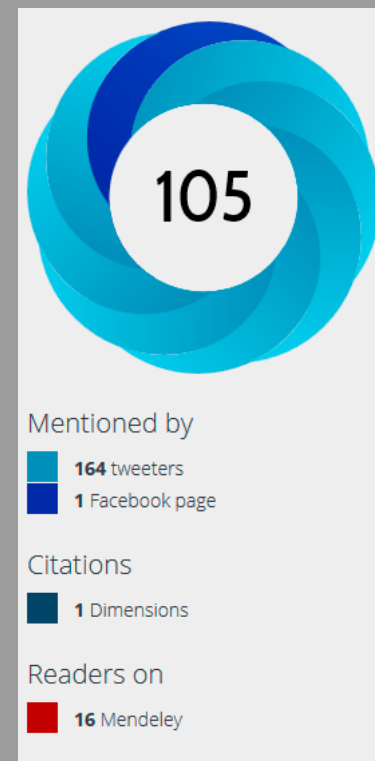 105
Mentioned by
164 tweeters
1 Facebook page
Citations
1 Dimensions
Readers on
16 Mendeley